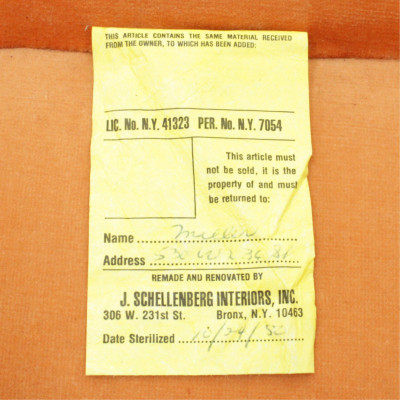 THIS ARTICLE CONTAINS THE SAME MATERIAL RECEIVED
FROM THE OWNER, TO WHICH HAS BEEN ADDED:
LIC. No. N.Y. 41323 PER. No. N.Y. 7054
This article must
not be sold, it is the
property of and must
be returned to:
Name Miller
Address
REMADE AND RENOVATED BY
J. SCHELLENBERG INTERIORS, INC.
306 W. 231st St. Bronx, N.Y. 10463
Date Sterilized